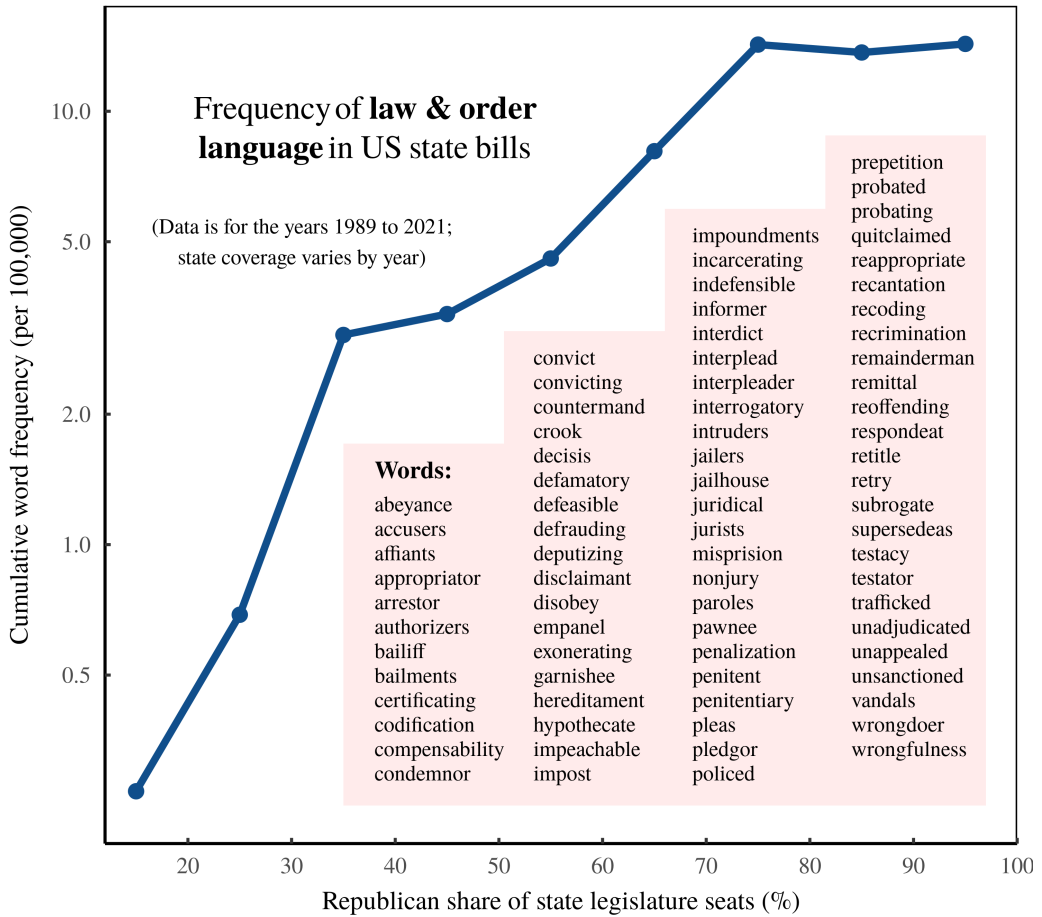 Frequency of law & order
language in US state bills
(Data is for the years 1989 to 2021;
state coverage varies by year)
Cumulative word frequency (per 100,000)
10.0
5.0
2.0
1.0
0.5
Words:
abeyance
accusers
affiants
appropriator
arrestor
authorizers
bailiff
bailments
certificating
codification
compensability
condemnor
convict
convicting
countermand
crook
decisis
defamatory
defeasible
defrauding
deputizing
disclaimant
disobey
empanel
exonerating
garnishee
hereditament
hypothecate
impeachable
impost
impoundments
incarcerating
indefensible
informer
interdict
interplead
interpleader
interrogatory
intruders
jailers
jailhouse
juridical
jurists
misprision
nonjury
paroles
pawnee
penalization
penitent
penitentiary
pleas
pledgor
policed
prepetition
probated
probating
quitclaimed
reappropriate
recantation
recoding
recrimination
remainderman
remittal
reoffending
respondeat
retitle
retry
subrogate
supersedeas
testacy
testator
trafficked
unadjudicated
unappealed
unsanctioned
vandals
wrongdoer
wrongfulness
20 30 40 50 60 70 80 90 100
Republican share of state legislature seats (%)